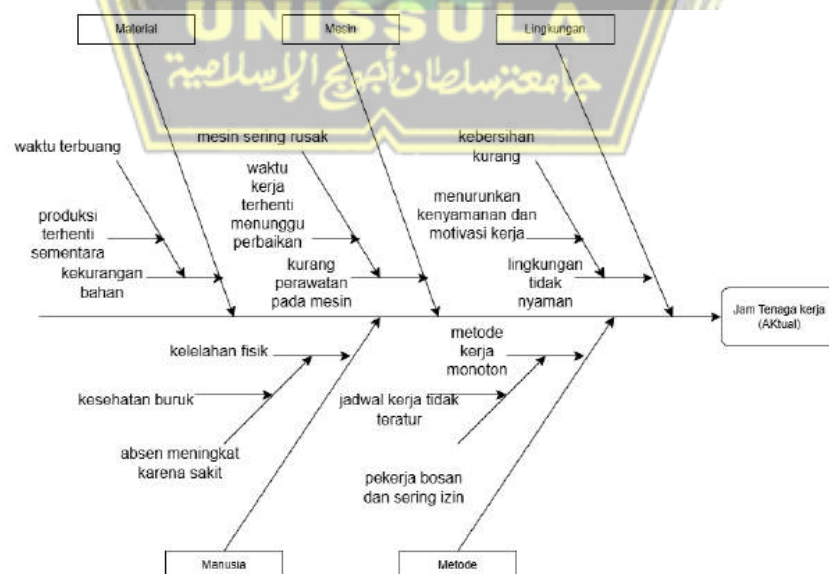 UNISSULA
جامعتنسلطان أجونج الإسلامية
Material
Mesin
Lingkungan
waktu terbuang
mesin sering rusak
kebersihan
kurang
waktu
kerja
terhenti
menunggu
perbaikan
menurunkan
kenyamanan dan
motivasi kerja
produksi
terhenti
sementara
kekurangan
bahan
kurang
perawatan
pada mesin
lingkungan
tidak
nyaman
Jam Tenaga kerja
(AKtual)
kelelahan fisik
metode
kerja
monoton
kesehatan buruk
jadwal kerja tidak
teratur
absen meningkat
karena sakit
pekerja bosan
dan sering izin
Manusia
Metode